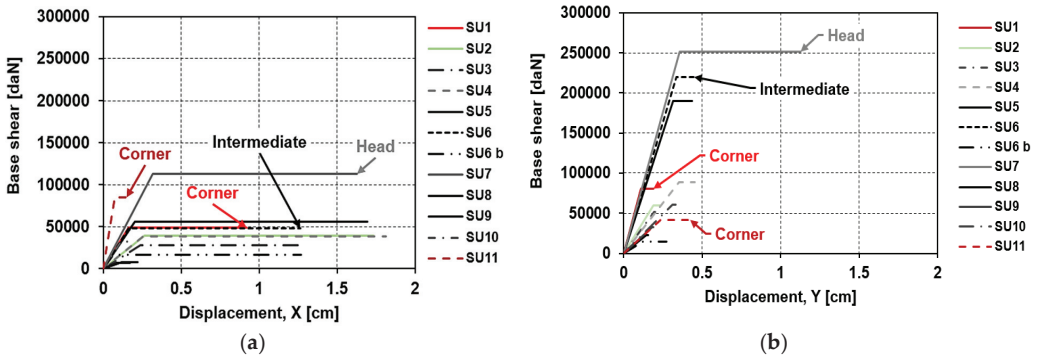 Base shear [daN]
300000
250000
200000
150000
100000
50000
0
0
0.5
1
1.5
2
Displacement, X [cm]
Corner
Intermediate
Corner
Head
SU1
SU2
SU3
SU4
SU5
SU6
SU6 b
SU7
SU8
SU9
SU10
SU11
(a)
Base shear [daN]
300000
250000
200000
150000
100000
50000
0
0
0.5
1
1.5
2
Displacement, Y [cm]
Head
Intermediate
Corner
Corner
SU1
SU2
SU3
SU4
SU5
SU6
SU6 b
SU7
SU8
SU9
SU10
SU11
(b)